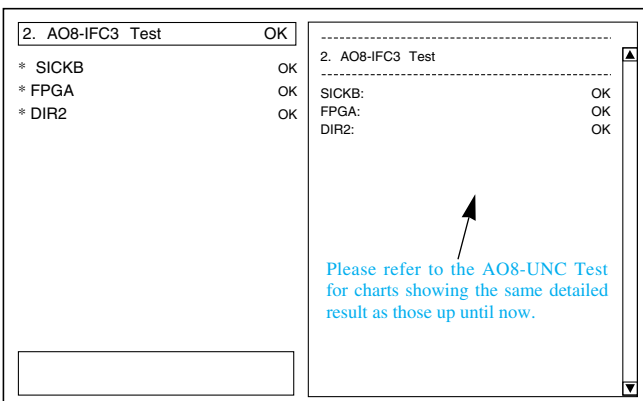 2. AO8-IFC3 Test OK
* SICKB OK
* FPGA OK
* DIR2 OK
2. AO8-IFC3 Test
SICKB: OK
FPGA: OK
DIR2: OK
Please refer to the AO8-UNC Test
for charts showing the same detailed
result as those up until now.